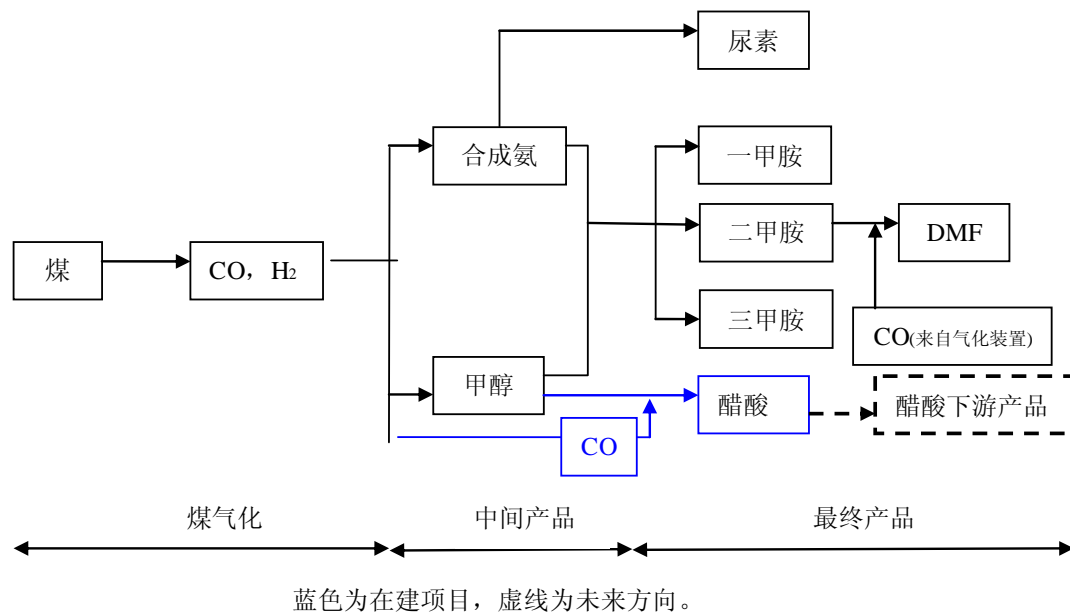 尿素
合成氨
一甲胺
二甲胺
DMF
煤
CO，H2
三甲胺
CO(来自气化装置)
甲醇
醋酸
醋酸下游产品
CO
煤气化
中间产品
最终产品
蓝色为在建项目，虚线为未来方向。